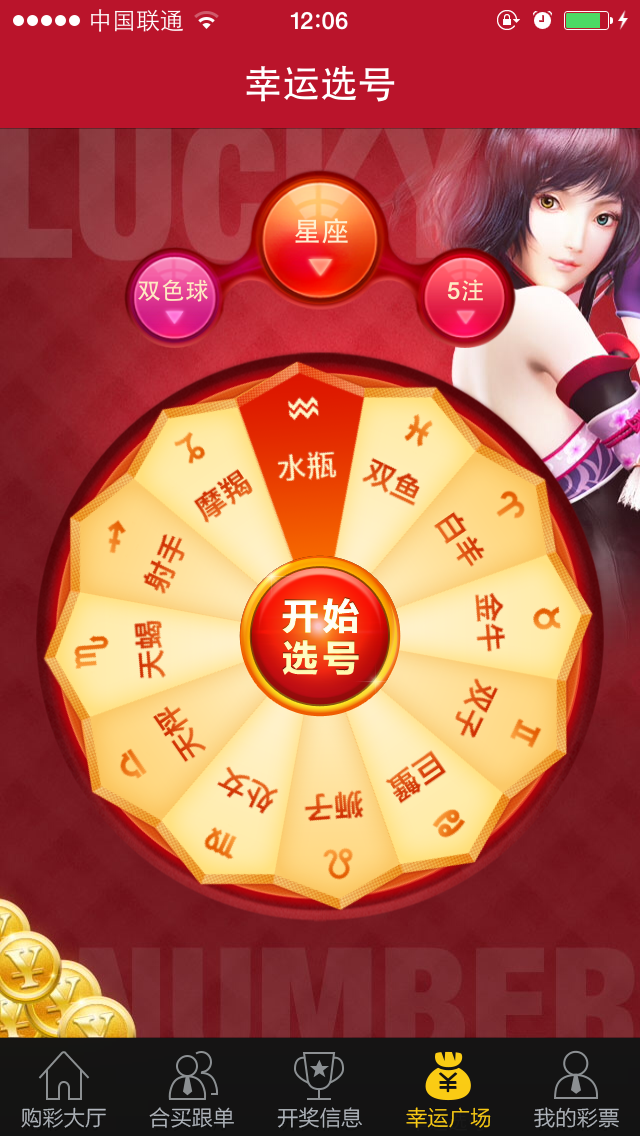 中国联通
12:06
幸运选号
LUCKY
星座
双色球
5注
水瓶
双鱼
白羊
金牛
双子
巨蟹
狮子
处女
天秤
天蝎
射手
摩羯
开始
选号
NUMBER
购彩大厅
合买跟单
开奖信息
幸运广场
我的彩票